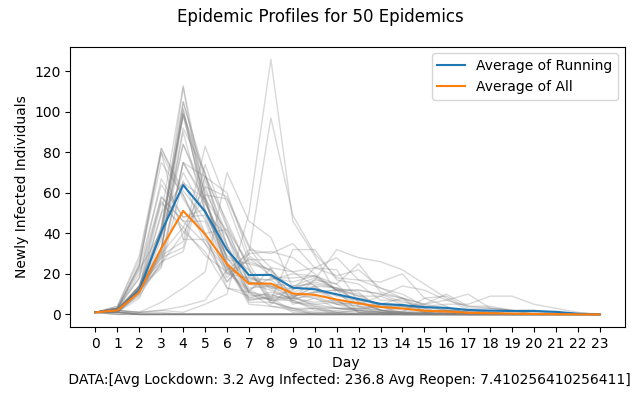 Epidemic Profiles for 50 Epidemics
Average of Running
Average of All
Newly Infected Individuals
120
100
80
60
40
20
0
0 1 2 3 4 5 6 7 8 9 10 11 12 13 14 15 16 17 18 19 20 21 22 23
Day
DATA:[Avg Lockdown: 3.2 Avg Infected: 236.8 Avg Reopen: 7.410256410256411]